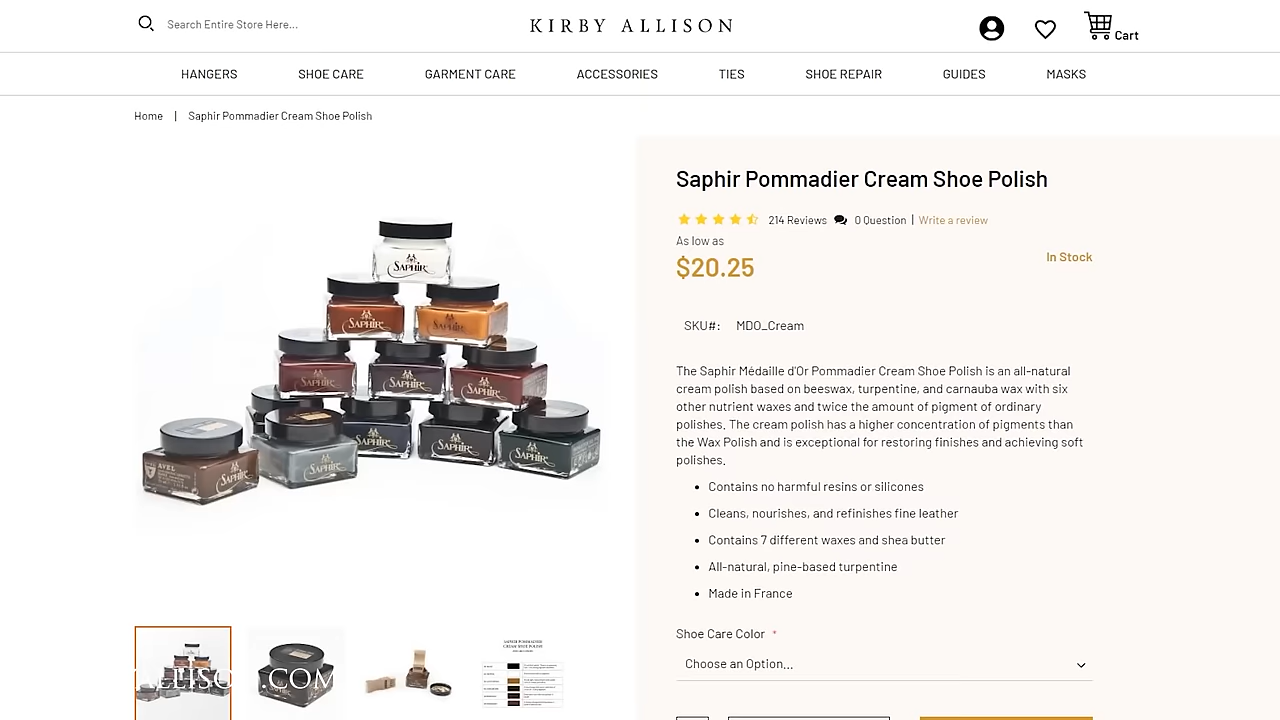 Search Entire Store Here...
KIRBY ALLISON
Cart
HANGERS
SHOE CARE
GARMENT CARE
ACCESSORIES
TIES
SHOE REPAIR
GUIDES
MASKS
Home | Saphir Pommadier Cream Shoe Polish
Saphir Pommadier Cream Shoe Polish
214 Reviews 0 Question | Write a review
As low as
$20.25
In Stock
SKU#: MDO_Cream
The Saphir Médaille d'Or Pommadier Cream Shoe Polish is an all-natural
cream polish based on beeswax, turpentine, and carnauba wax with six
other nutrient waxes and twice the amount of pigment of ordinary
polishes. The cream polish has a higher concentration of pigments than
the Wax Polish and is exceptional for restoring finishes and achieving soft
polishes.
Contains no harmful resins or silicones
Cleans, nourishes, and refinishes fine leather
Contains 7 different waxes and shea butter
All-natural, pine-based turpentine
Made in France
Shoe Care Color *
Choose an Option...
SAPHIR
SAPHIR
SAPHIR
SAPHIR
SAPHIR
SAPHIR
SAPHIR
SAPHIR
SAPHIR
AVEL
SAPHIR
SAPHIR
SAPHIR POMMADIER
CREAM SHOE POLISH